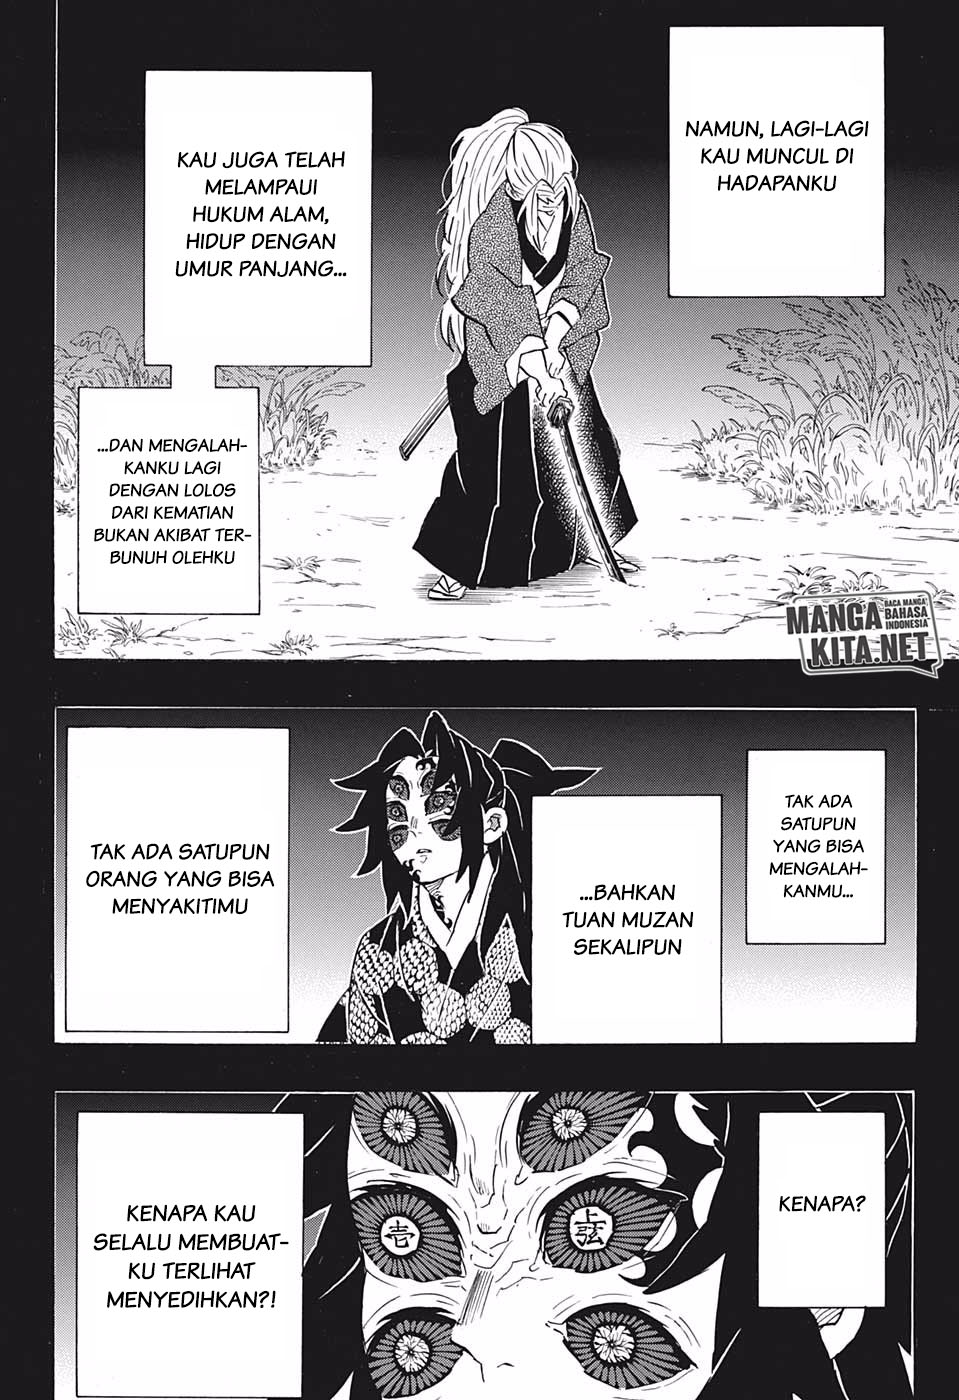 NAMUN, LAGI-LAGI
KAU MUNCUL DI
HADAPANKU
KAU JUGA TELAH
MELAMPAUI
HUKUM ALAM,
HIDUP DENGAN
UMUR PANJANG...
...DAN MENGALAH-
KANKU LAGI
DENGAN LOLOS
DARI KEMATIAN
BUKAN AKIBAT TER-
BUNUH OLEHKU
MANGA
KITA.NET
BACA MANGA
BAHASA
INDONESIA
TAK ADA
SATUPUN
YANG BISA
MENGALAH-
KANMU...
...BAHKAN
TUAN MUZAN
SEKALIPUN
TAK ADA SATUPUN
ORANG YANG BISA
MENYAKITIMU
KENAPA?
上弦
壱
KENAPA KAU
SELALU MEMBUAT-
KU TERLIHAT
MENYEDIHKAN?!